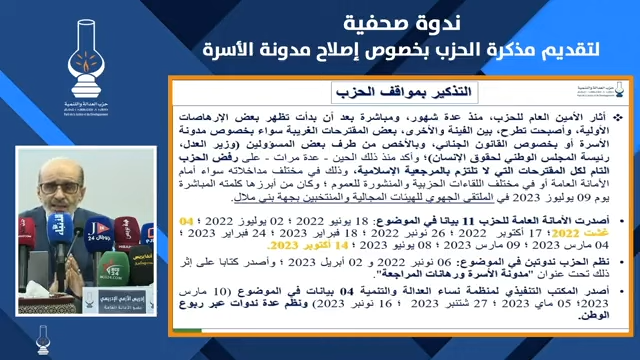 ندوة صحفية
لتقديم مذكرة الحزب بخصوص إصلاح مدونة الأسرة
حزب العدالة والتنمية
التذكير بمواقف الحزب
أثار الأمين العام للحزب، منذ عدة شهور، ومباشرة بعد أن بدأت تظهر بعض الإرهاصات
الأولية، وأصبحت تطرح، بين الفينة والأخرى، بعض المقترحات الغريبة سواء بخصوص مدونة
الأسرة أو بخصوص القانون الجنائي، وبالأخص من طرف بعض المسؤولين (وزير العدل،
رئيسة المجلس الوطني لحقوق الإنسان)؛ وأكد منذ ذلك الحين - عدة مرات - على رفض الحزب
التام لكل المقترحات التي لا تلتزم بالمرجعية الإسلامية، وذلك في مختلف مداخلاته سواء أمام
الأمانة العامة أو في مختلف اللقاءات الحزبية والمنشورة للعموم؛ وكان من أبرزها كلمته المباشرة
يوم 09 يوليوز 2023 في الملتقى الجهوي للهيئات المجالية والمنتخبين بجهة بني ملال.
أصدرت الأمانة العامة للحزب 11 بيانا في الموضوع: 18 يونيو 2022 ؛ 02 يوليوز 2022 ؛ 04
غشت 2022؛ 17 أكتوبر 2022 ؛ 26 نونبر 2022 ؛ 18 فبراير 2023 ؛ 24 فبراير 2023 ؛
04 مارس 2023 ؛ 09 مارس 2023 ؛ 08 يونيو 2023 ؛ 14 أكتوبر 2023.
نظم الحزب ندوتين في الموضوع: 06 نونبر 2022 و 02 أبريل 2023 ؛ وأصدر كتابا على إثر
ذلك تحت عنوان "مدونة الأسرة ورهانات المراجعة".
أصدر المكتب التنفيذي لمنظمة نساء العدالة والتنمية 04 بيانات في الموضوع (10 مارس
2023؛ 05 ماي 2023 ؛ 27 شتنبر 2023 ؛ 16 نونبر 2023) ونظم عدة ندوات عبر ربوع
الوطن.
إدريس الأزمي الإدريسي